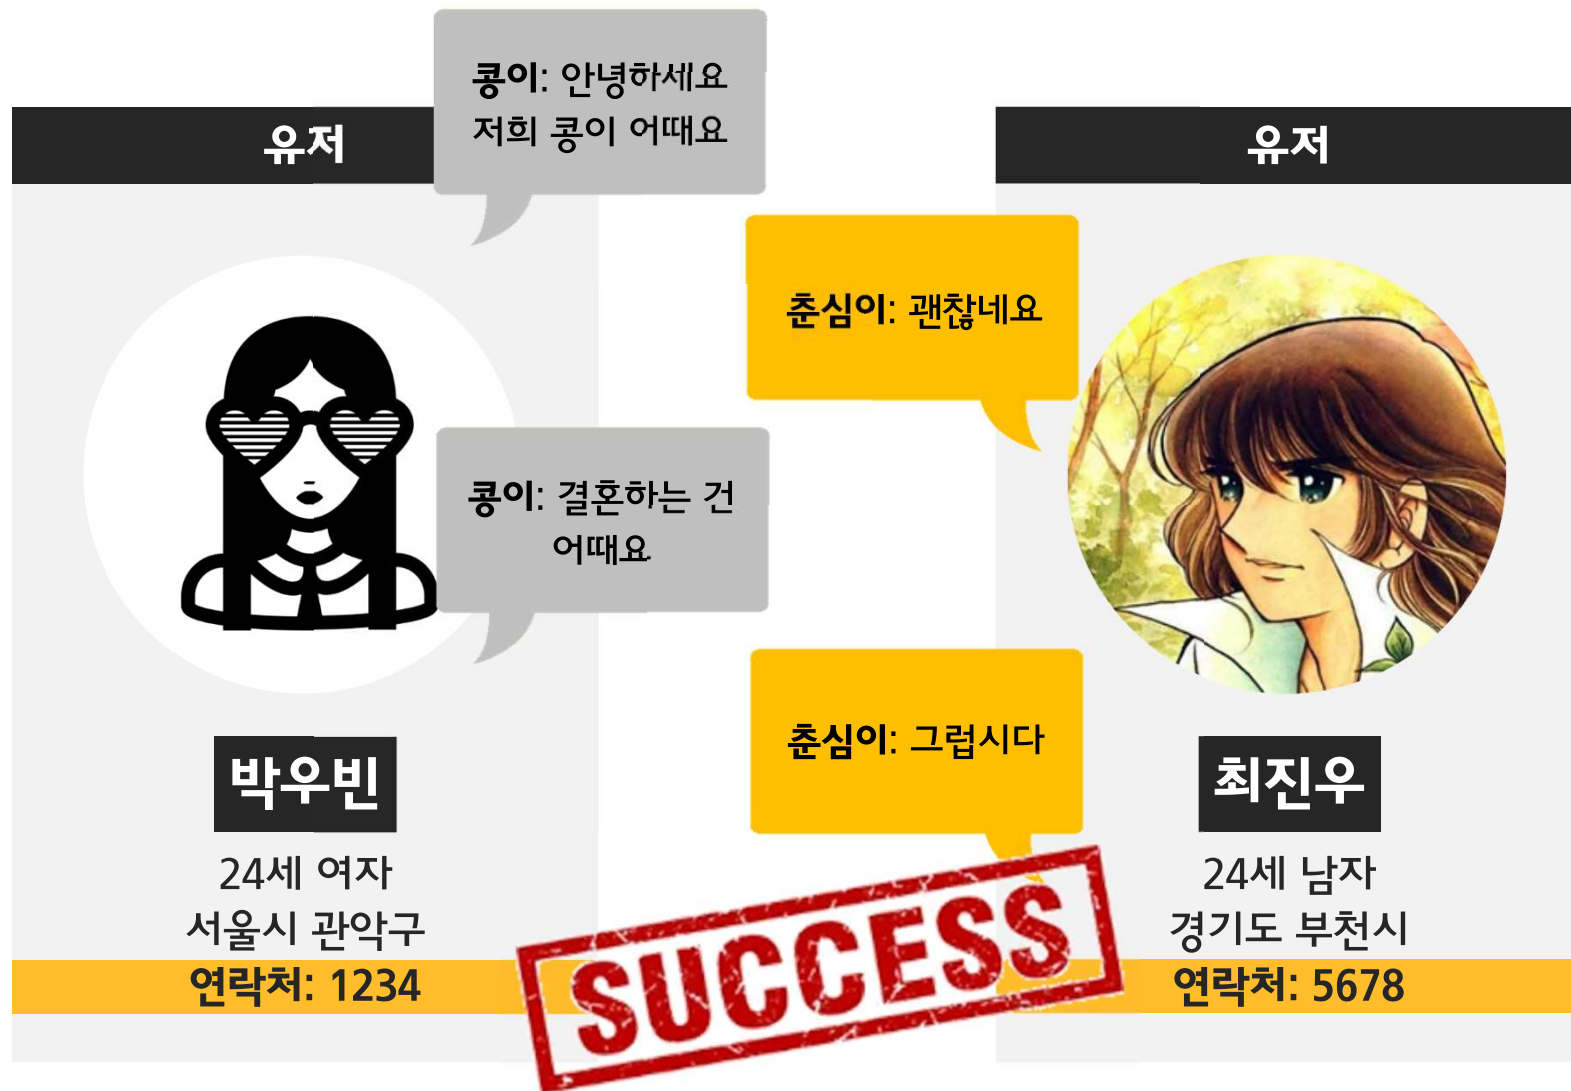 콩이: 안녕하세요
저희 콩이 어때요
유저
유저
춘심이: 괜찮네요
콩이: 결혼하는 건
어때요
춘심이: 그럽시다
박우빈
24세 여자
서울시 관악구
연락처: 1234
최진우
24세 남자
경기도 부천시
연락처: 5678
SUCCESS